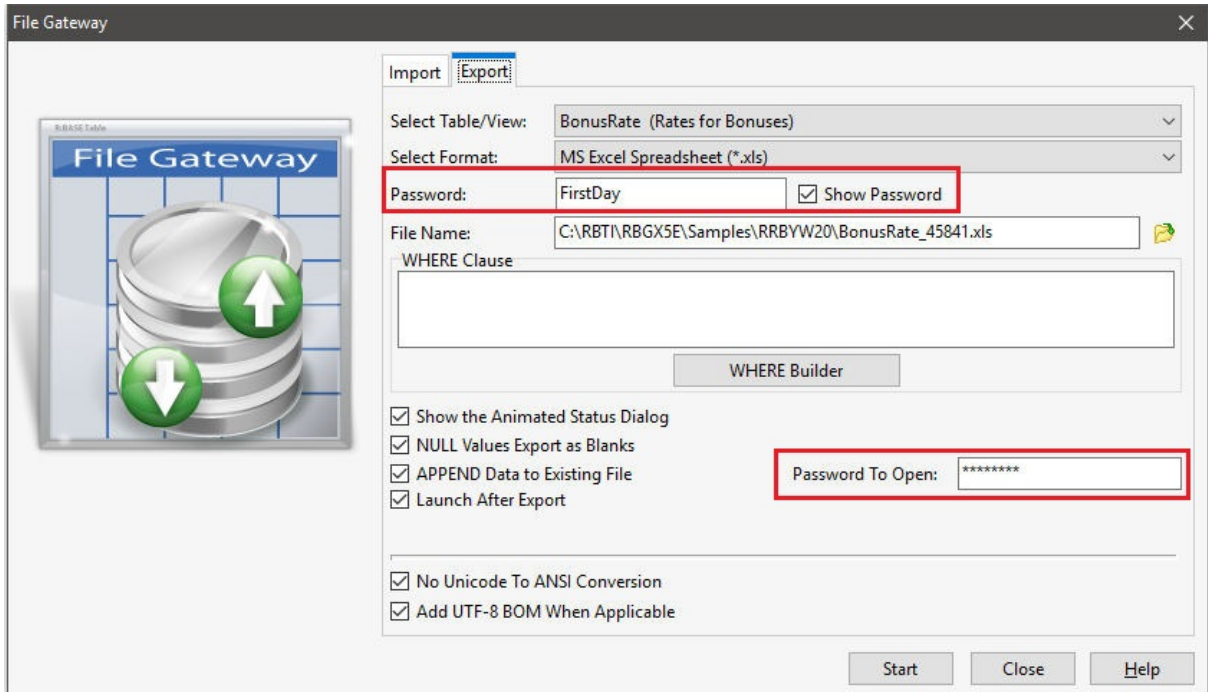 File Gateway
Import Export
R:BASE Table
File Gateway
Select Table/View: BonusRate (Rates for Bonuses)
Select Format: MS Excel Spreadsheet (*.xls)
Password: FirstDay Show Password
File Name: C:\RBTI\RBGX5E\Samples\RRBYW20\BonusRate_45841.xls
WHERE Clause
WHERE Builder
Show the Animated Status Dialog
NULL Values Export as Blanks
APPEND Data to Existing File Password To Open: ********
Launch After Export
No Unicode To ANSI Conversion
Add UTF-8 BOM When Applicable
Start Close Help